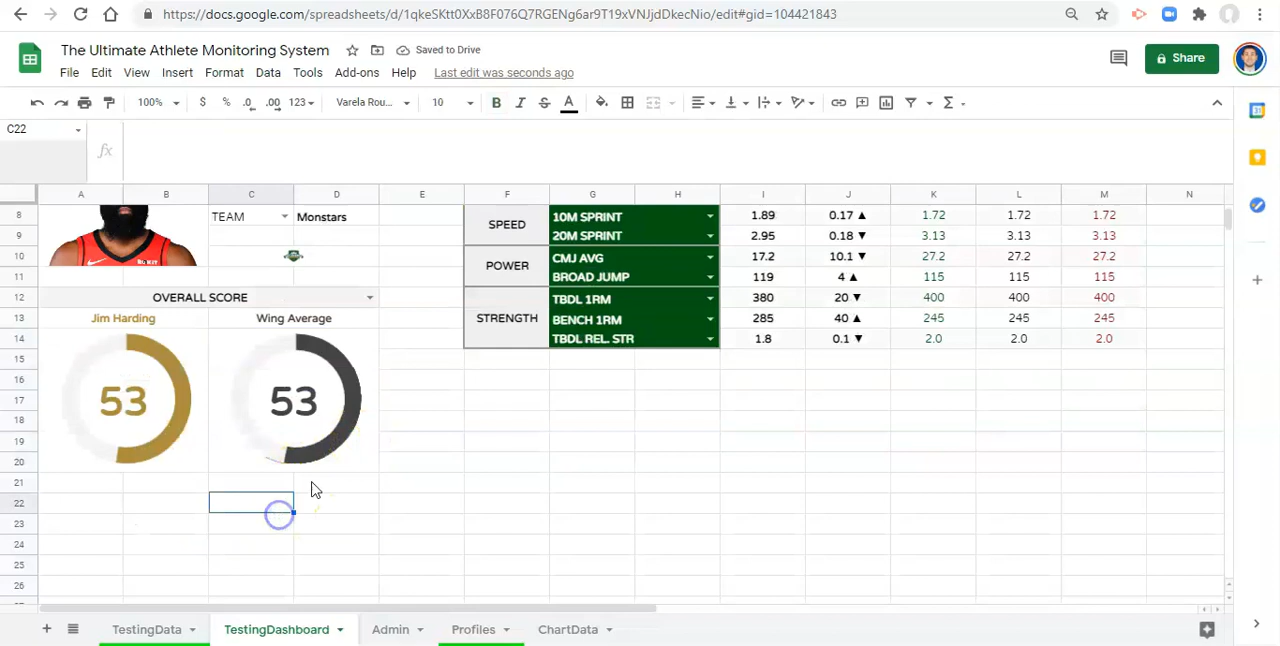 https://docs.google.com/spreadsheets/d/1qkeSKtt0XxB8F076Q7RGENg6ar9T19xVNJjdDkecNio/edit#gid=104421843
The Ultimate Athlete Monitoring System Saved to Drive
Share
File Edit View Insert Format Data Tools Add-ons Help Last edit was seconds ago
100% $ % .0 .00 123 Varela Rou... 10 B I S A
C22
fx
A B C D E F G H I J K L M N
8 TEAM Monstars SPEED 10M SPRINT 1.89 0.17 ▲ 1.72 1.72 1.72
9 20M SPRINT 2.95 0.18 ▼ 3.13 3.13 3.13
10 POWER CMJ AVG 17.2 10.1 ▼ 27.2 27.2 27.2
11 BROAD JUMP 119 4 ▲ 115 115 115
12 OVERALL SCORE STRENGTH TBDL 1RM 380 20 ▼ 400 400 400
13 Jim Harding Wing Average BENCH 1RM 285 40 ▲ 245 245 245
14 TBDL REL. STR 1.8 0.1 ▼ 2.0 2.0 2.0
15
16
17 53 53
18
19
20
21
22
23
24
25
26
TestingData TestingDashboard Admin Profiles ChartData